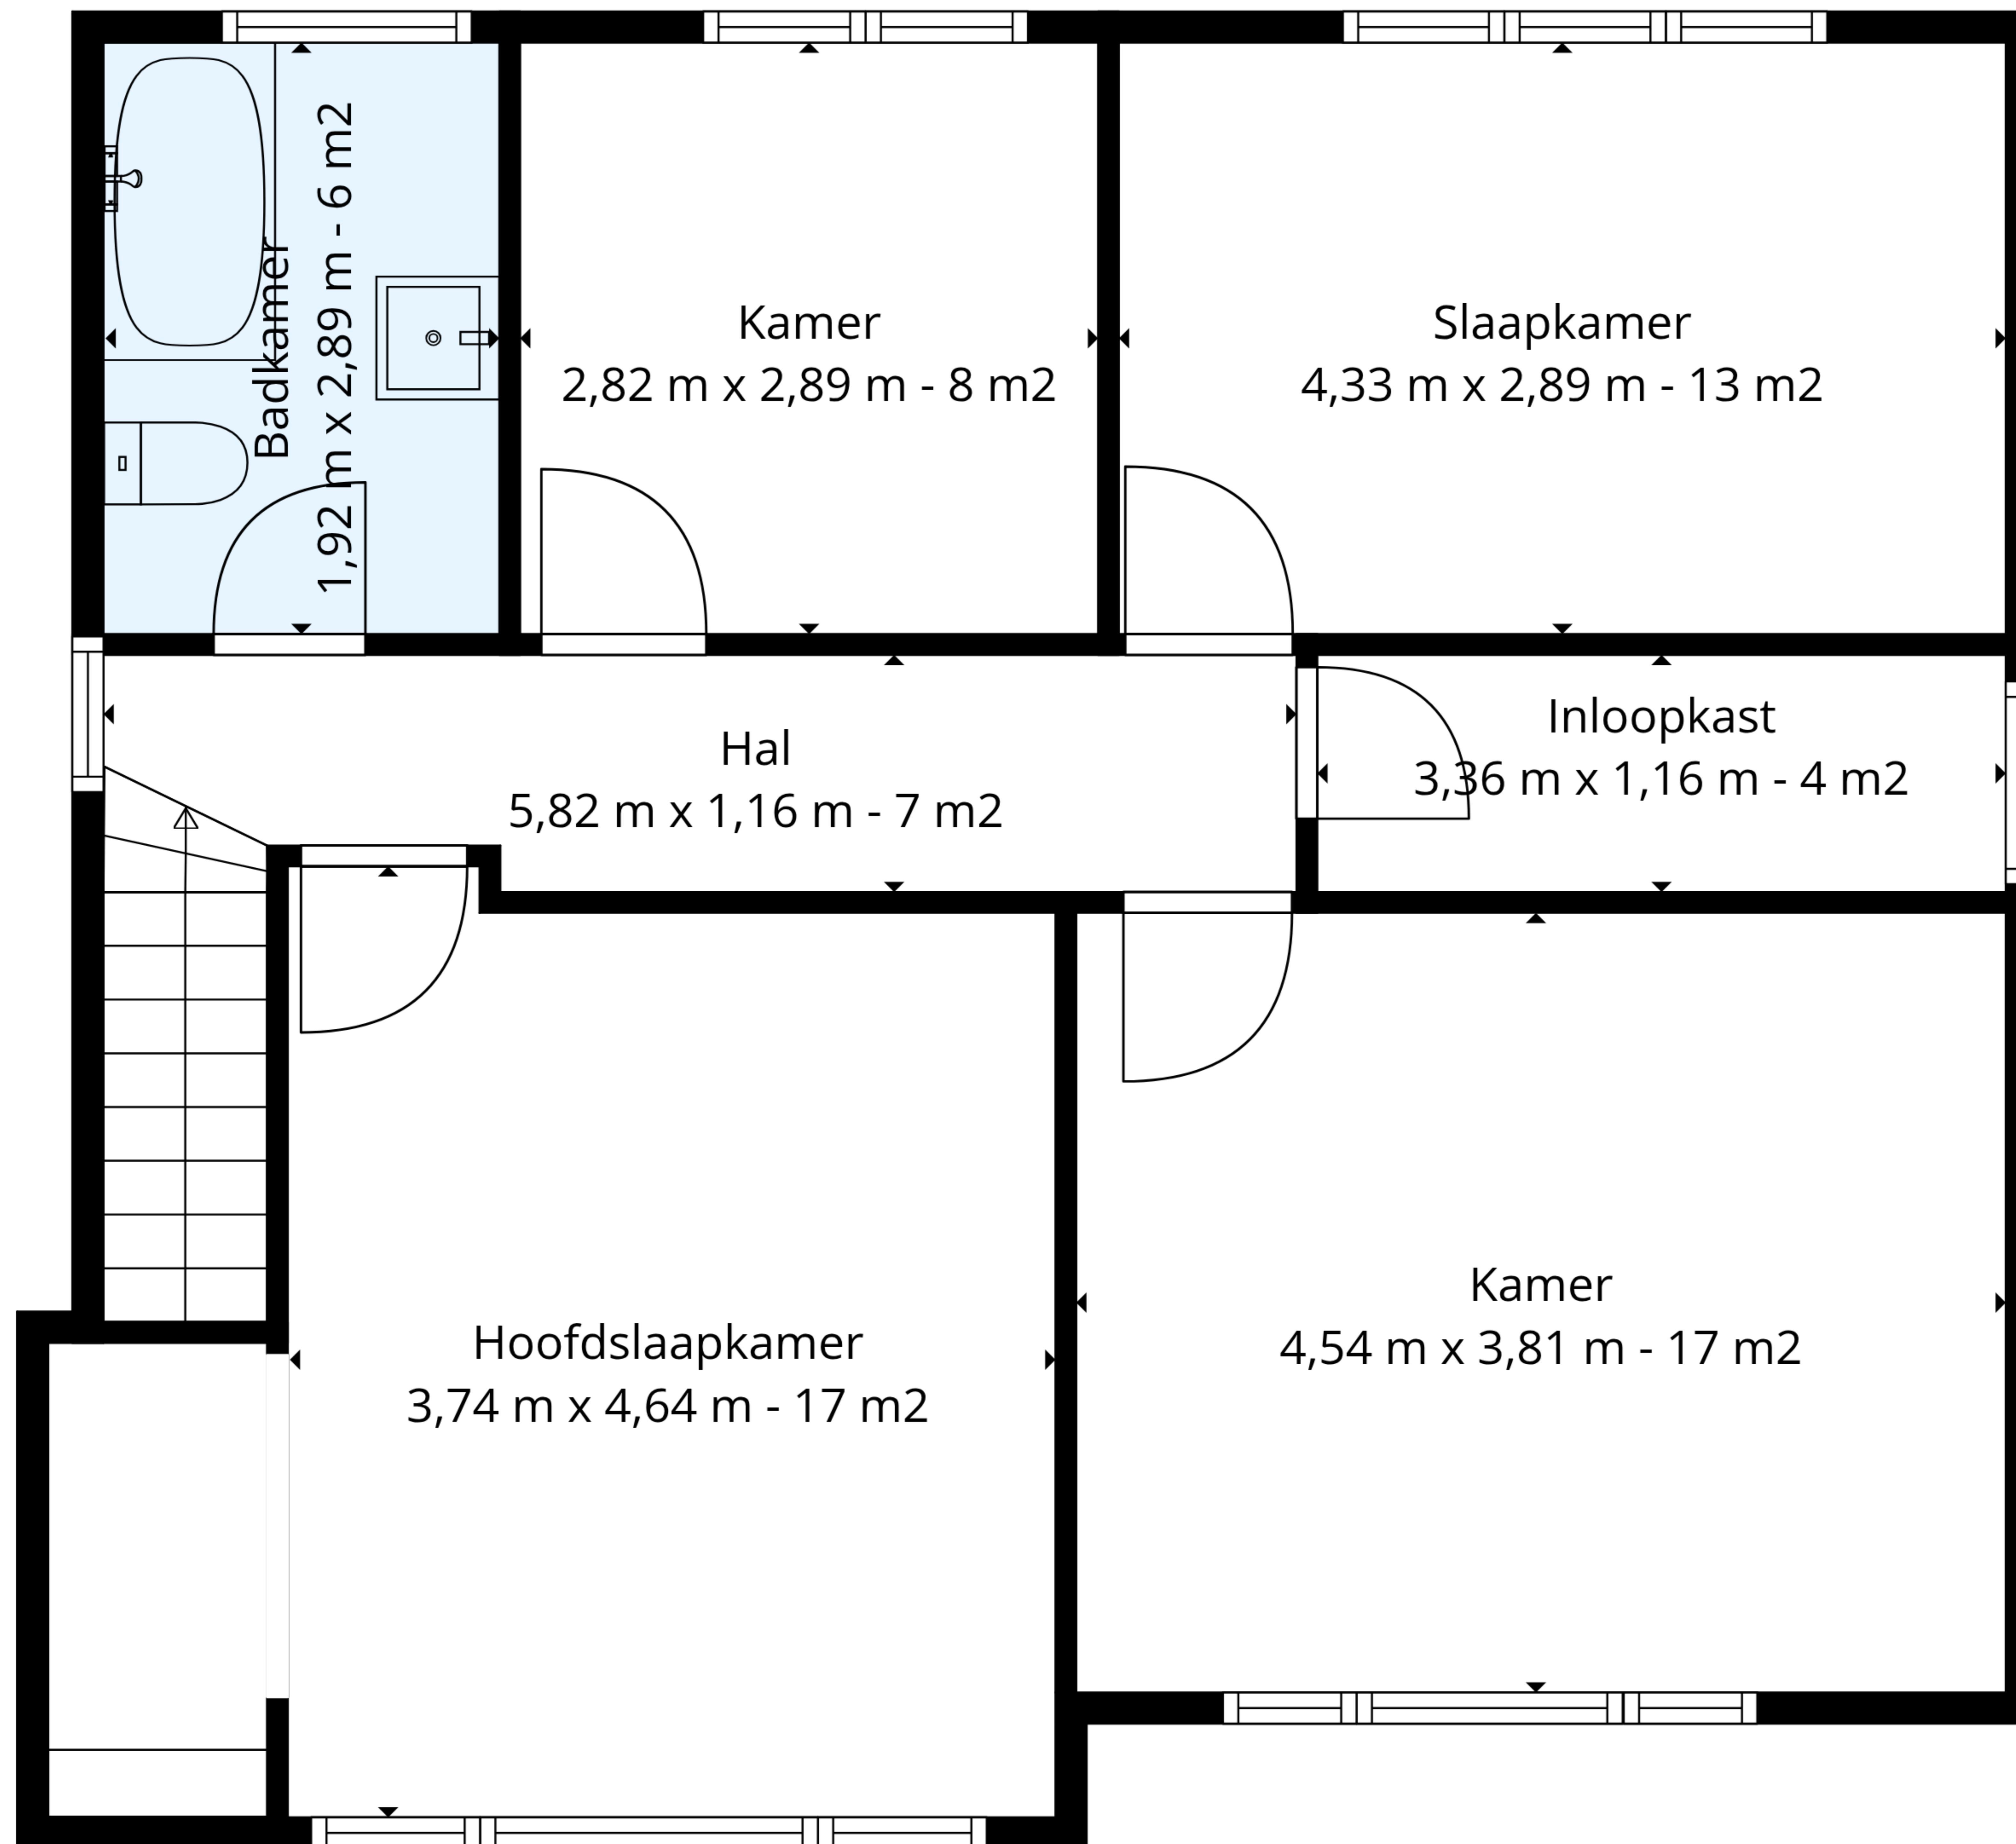 Badkamer
1,92 m x 2,89 m - 6 m2
Kamer
2,82 m x 2,89 m - 8 m2
Slaapkamer
4,33 m x 2,89 m - 13 m2
Hal
5,82 m x 1,16 m - 7 m2
Inloopkast
3,36 m x 1,16 m - 4 m2
Hoofdslaapkamer
3,74 m x 4,64 m - 17 m2
Kamer
4,54 m x 3,81 m - 17 m2